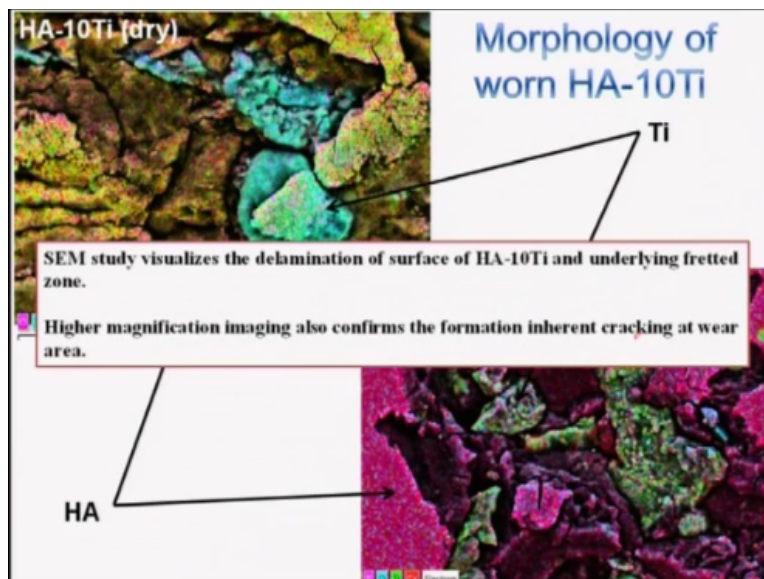 HA-10Ti (dry)
Morphology of
worn HA-10Ti
Ti
SEM study visualizes the delamination of surface of HA-10Ti and underlying fretted
zone.
Higher magnification imaging also confirms the formation inherent cracking at wear
area.
HA